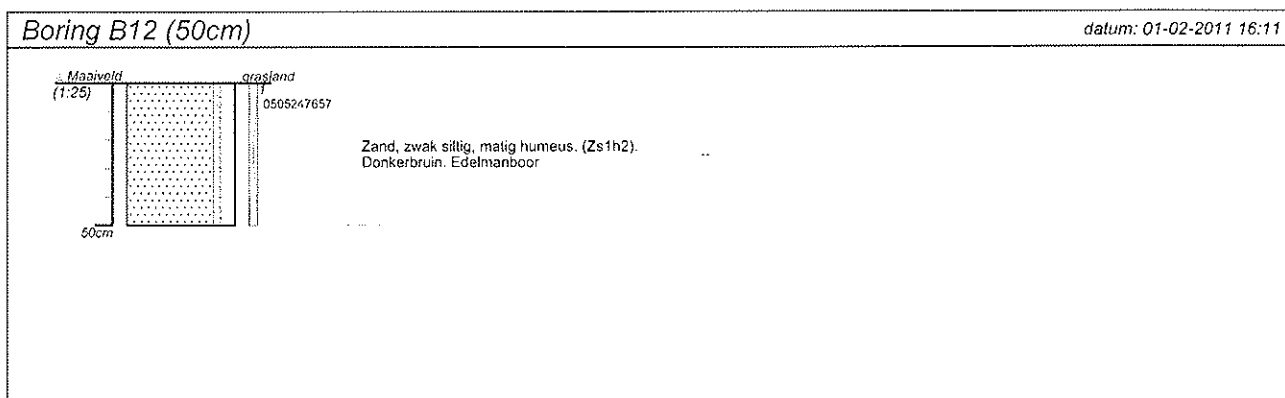 Boring B12 (50cm)
datum: 01-02-2011 16:11
Maaiveld
grasland
(1:25)
1
0505247657
Zand, zwak siltig, matig humeus. (Zs1h2).
Donkerbruin. Edelmanboor
50cm